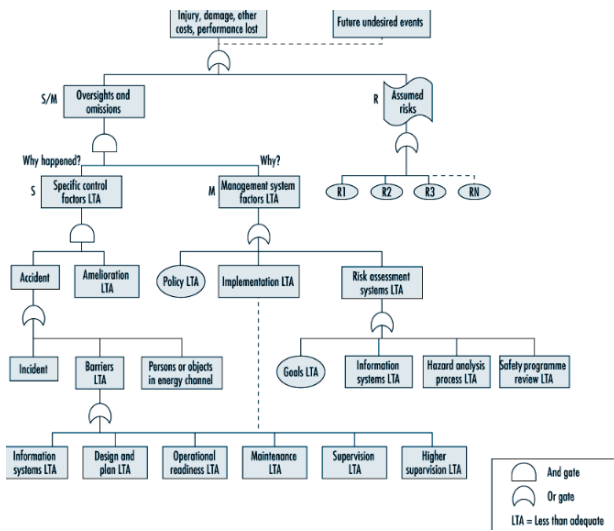 Injury, damage, other
costs, performance lost
Future undesired events
S/M
Oversights and
omissions
R
Assumed
risks
Why happened?
Why?
S
Specific control
factors LTA
M
Management system
factors LTA
R1
R2
R3
RN
Accident
Amelioration
LTA
Policy LTA
Implementation LTA
Risk assessment
systems LTA
Incident
Barriers
LTA
Persons or objects
in energy channel
Goals LTA
Information
systems LTA
Hazard analysis
process LTA
Safety programme
review LTA
Information
systems LTA
Design and
plan LTA
Operational
readiness LTA
Maintenance
LTA
Supervision
LTA
Higher
supervision LTA
And gate
Or gate
LTA = Less than adequate